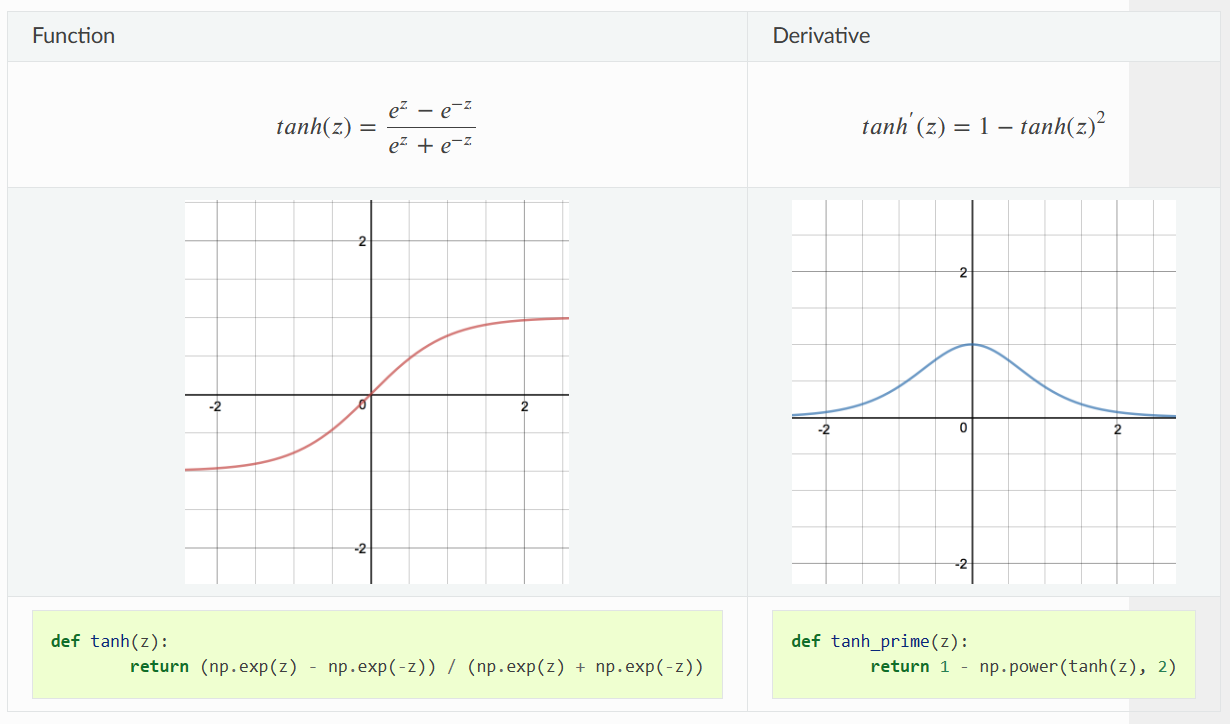 Function
Derivative
tanh(z) = \frac{e^z − e^{−z}}{e^z + e^{−z}}
tanh′(z) = 1 − tanh(z)^2
2
-2
0
2
-2
2
-2
0
2
-2
def tanh(z):
        return (np.exp(z) - np.exp(-z)) / (np.exp(z) + np.exp(-z))
def tanh_prime(z):
        return 1 - np.power(tanh(z), 2)